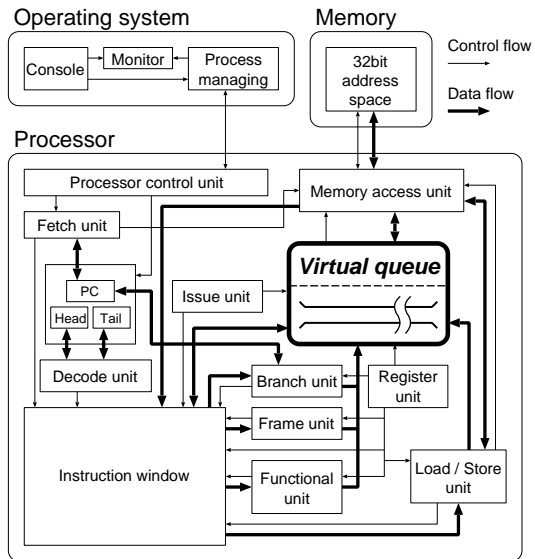 Operating system
Console
Monitor
Process
managing
Memory
32bit
address
space
Control flow
Data flow
Processor
Processor control unit
Memory access unit
Fetch unit
PC
Head
Tail
Issue unit
Virtual queue
Decode unit
Branch unit
Register
unit
Frame unit
Instruction window
Functional
unit
Load / Store
unit